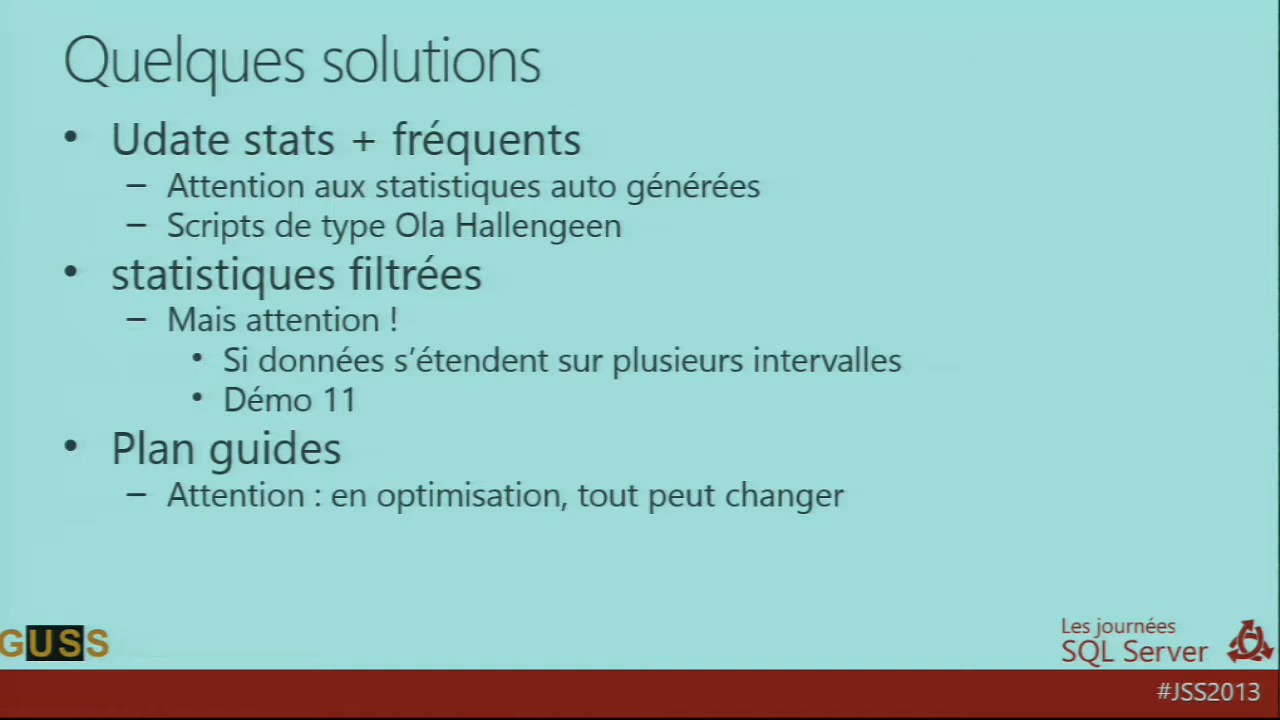 Quelques solutions
• Udate stats + fréquents
– Attention aux statistiques auto générées
– Scripts de type Ola Hallengeen
• statistiques filtrées
– Mais attention !
• Si données s’étendent sur plusieurs intervalles
• Démo 11
• Plan guides
– Attention : en optimisation, tout peut changer
GUSS
Les journées
SQL Server
#JSS2013